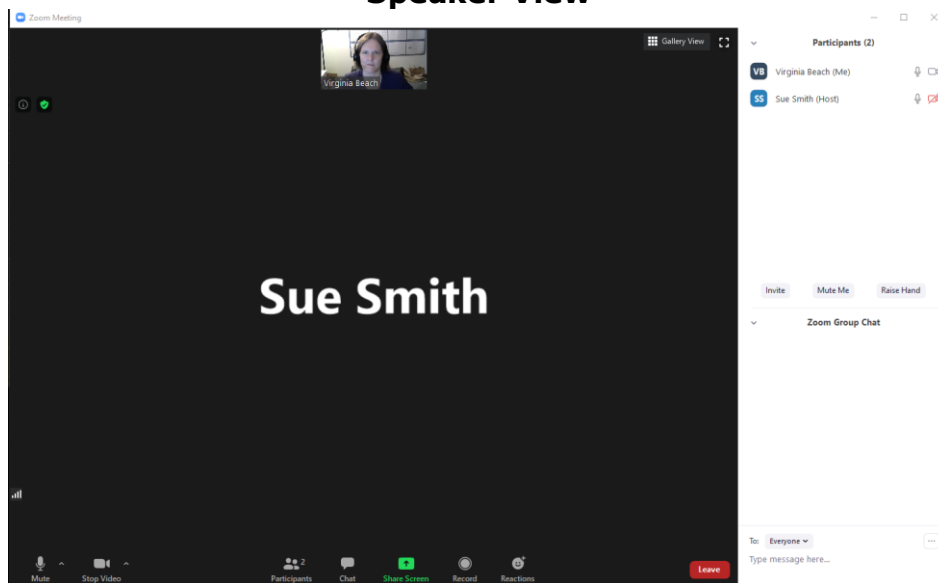 Speaker View
Zoom Meeting
Gallery View
Virginia Beach
Sue Smith
Mute
Stop Video
2
Participants
Chat
Share Screen
Record
Reactions
Leave
Participants (2)
VB Virginia Beach (Me)
SS Sue Smith (Host)
Invite Mute Me Raise Hand
Zoom Group Chat
To: Everyone
Type message here...